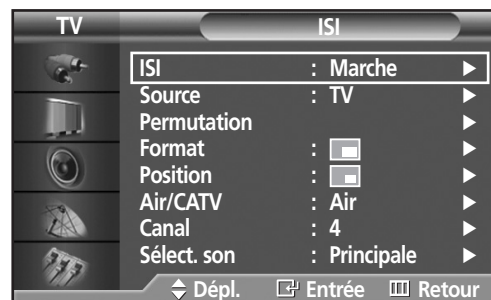 TV ISI
ISI : Marche
Source : TV
Permutation
Format :
Position :
Air/CATV : Air
Canal : 4
Sélect. son : Principale
Dépl. Entrée Retour